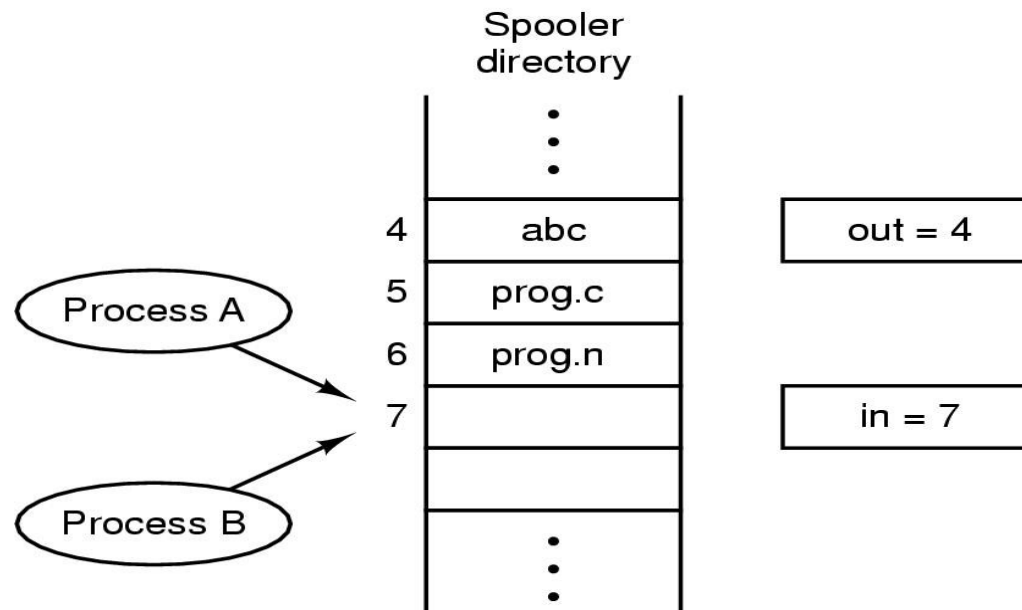 Spooler
directory
4 abc out = 4
5 prog.c
Process A
6 prog.n
7 in = 7
Process B